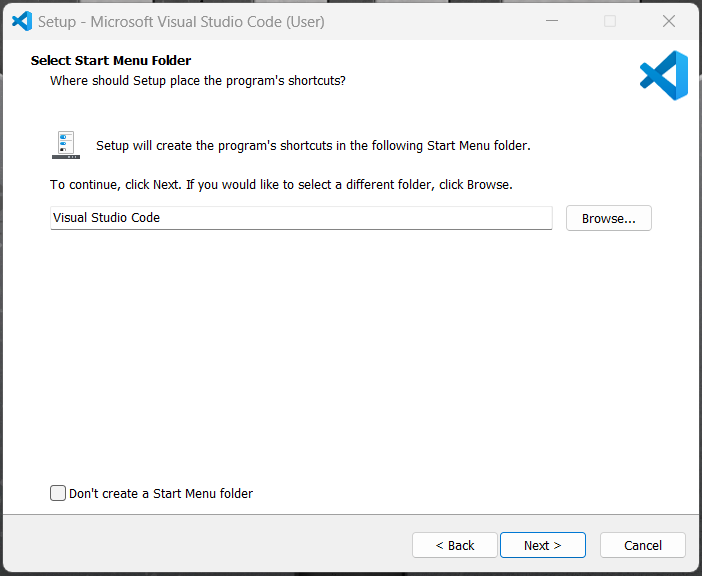 Setup - Microsoft Visual Studio Code (User)
Select Start Menu Folder
Where should Setup place the program's shortcuts?
Setup will create the program's shortcuts in the following Start Menu folder.
To continue, click Next. If you would like to select a different folder, click Browse.
Visual Studio Code
Browse...
Don't create a Start Menu folder
< Back
Next >
Cancel